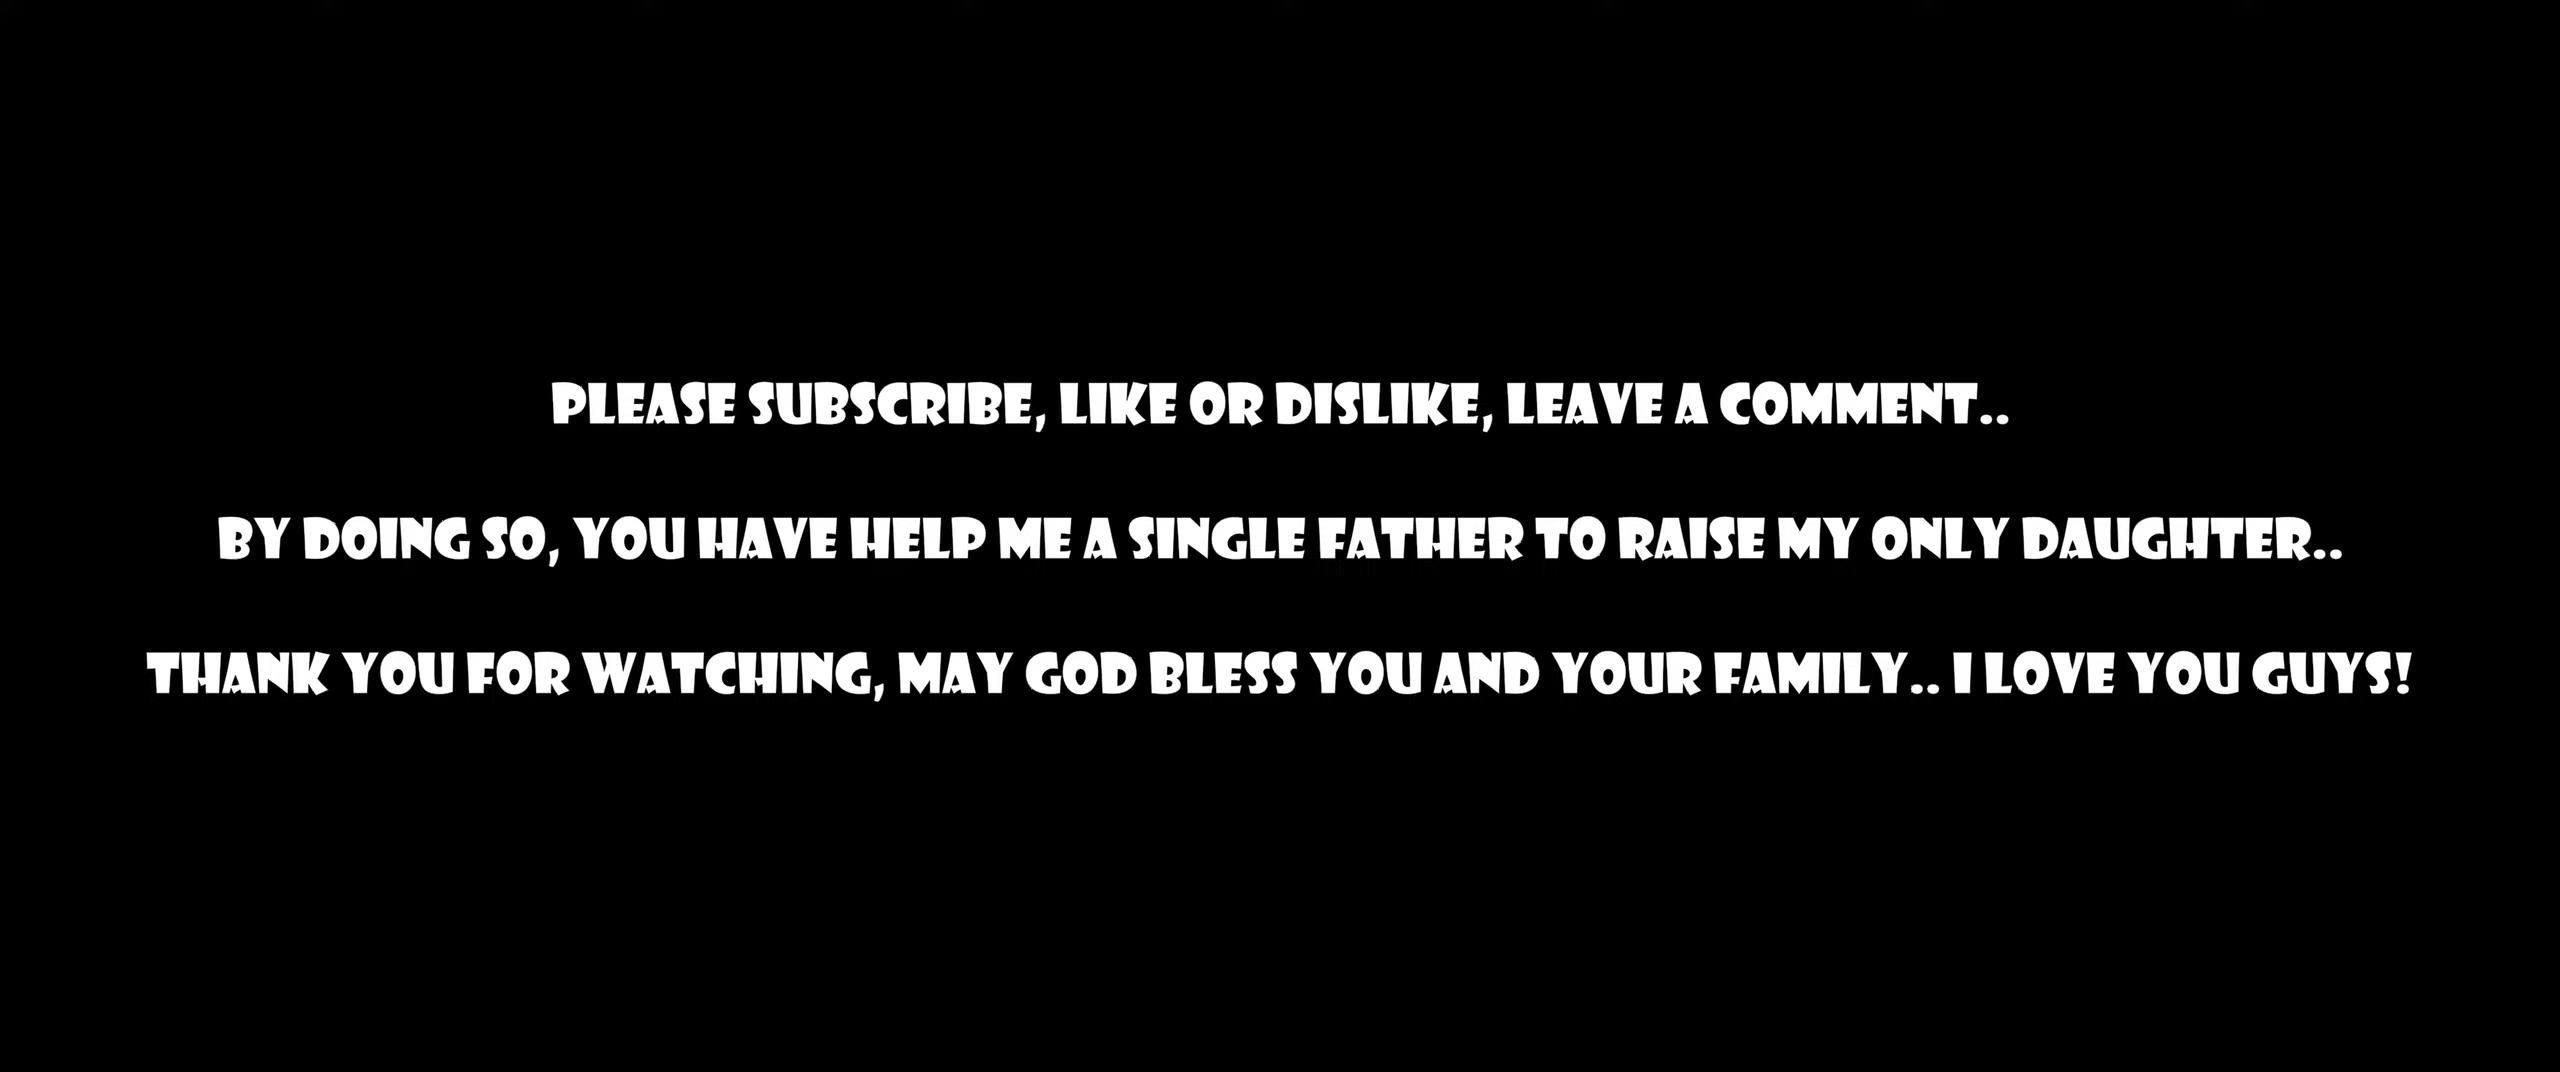 PLEASE SUBSCRIBE, LIKE OR DISLIKE, LEAVE A COMMENT..
BY DOING SO, YOU HAVE HELP ME A SINGLE FATHER TO RAISE MY ONLY DAUGHTER..
THANK YOU FOR WATCHING, MAY GOD BLESS YOU AND YOUR FAMILY.. I LOVE YOU GUYS!